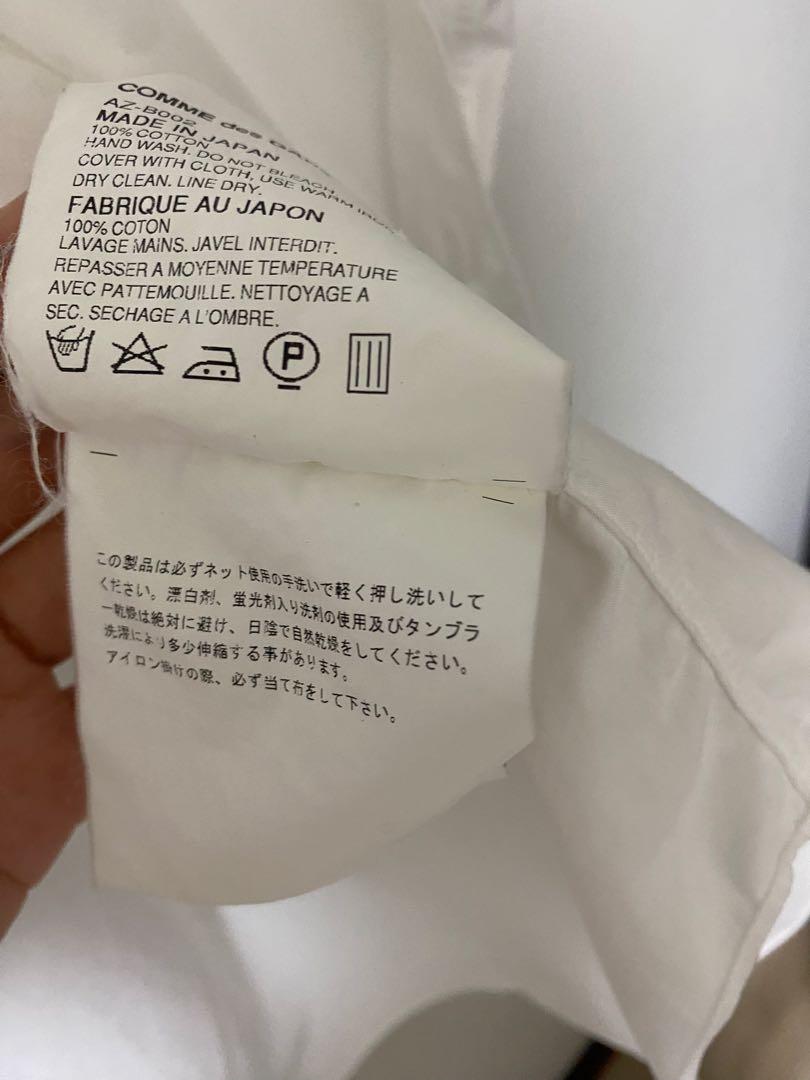 COMME des
AZ-B002
MADE IN JAPAN
100% COTTON
HAND WASH. DO NOT BLEACH.
COVER WITH CLOTH, USE WARM
DRY CLEAN. LINE DRY.
FABRIQUE AU JAPON
100% COTON
LAVAGE MAINS. JAVEL INTERDIT.
REPASSER A MOYENNE TEMPERATURE
AVEC PATTEMOUILLE. NETTOYAGE A
SEC. SECHAGE A L'OMBRE.
P
この製品は必ずネット使用の手洗いで軽く押し洗いして
ください。漂白剤、蛍光剤入り洗剤の使用及びタンブラ
ー乾燥は絶対に避け、日陰で自然乾燥をしてください。
洗濯により多少伸縮する事があります。
アイロン掛けの際、必ず当て布をして下さい。